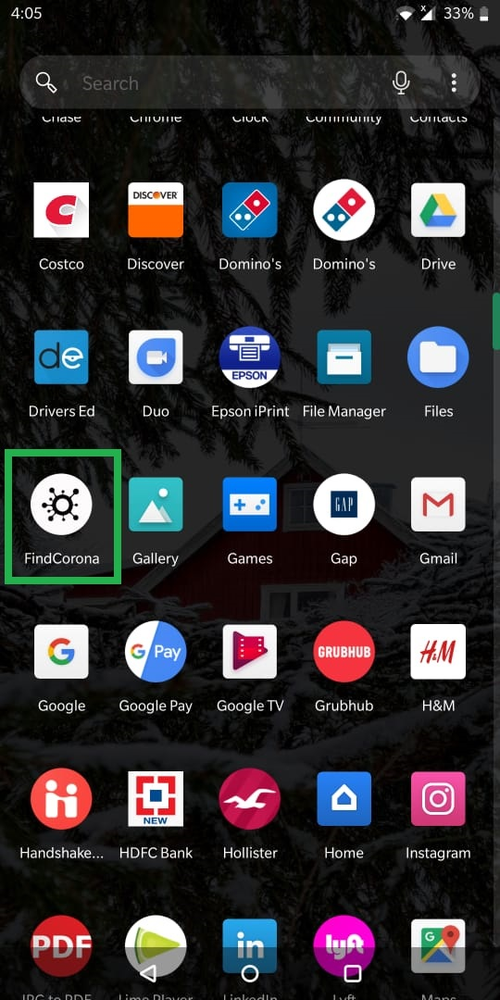 4:05
x
33%
Search
Chase Chrome Clock Community Contacts
DISCOVER
Costco Discover Domino's Domino's Drive
de
EPSON
Drivers Ed Duo Epson iPrint File Manager Files
GAP
FindCorona Gallery Games Gap Gmail
G
G Pay
GRUBHUB
H&M
Google Google Pay Google TV Grubhub H&M
NEW
Handshake... HDFC Bank Hollister Home Instagram
PDF
in
lyft
G
JPG to PDF Lime Player LinkedIn Lyft Maps